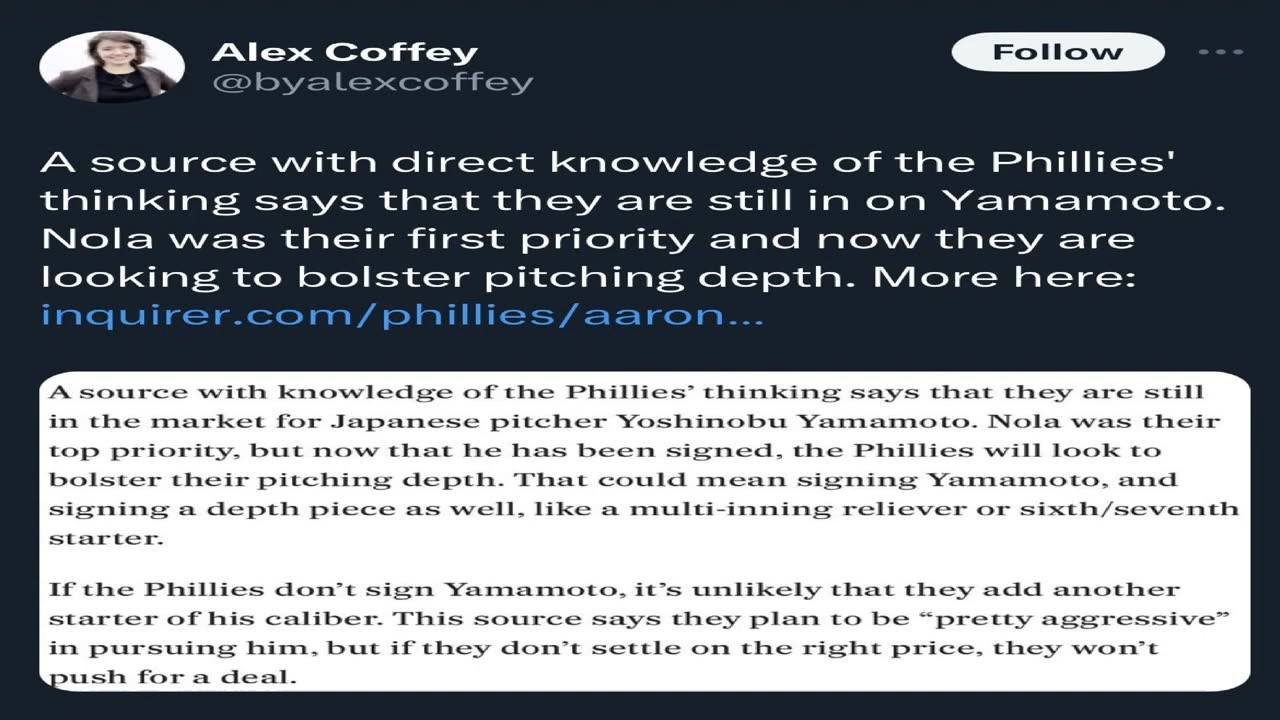 Alex Coffey
@byalexcoffey
Follow
A source with direct knowledge of the Phillies'
thinking says that they are still in on Yamamoto.
Nola was their first priority and now they are
looking to bolster pitching depth. More here:
inquirer.com/phillies/aaron...
A source with knowledge of the Phillies’ thinking says that they are still
in the market for Japanese pitcher Yoshinobu Yamamoto. Nola was their
top priority, but now that he has been signed, the Phillies will look to
bolster their pitching depth. That could mean signing Yamamoto, and
signing a depth piece as well, like a multi-inning reliever or sixth/seventh
starter.
If the Phillies don’t sign Yamamoto, it’s unlikely that they add another
starter of his caliber. This source says they plan to be “pretty aggressive”
in pursuing him, but if they don’t settle on the right price, they won’t
push for a deal.